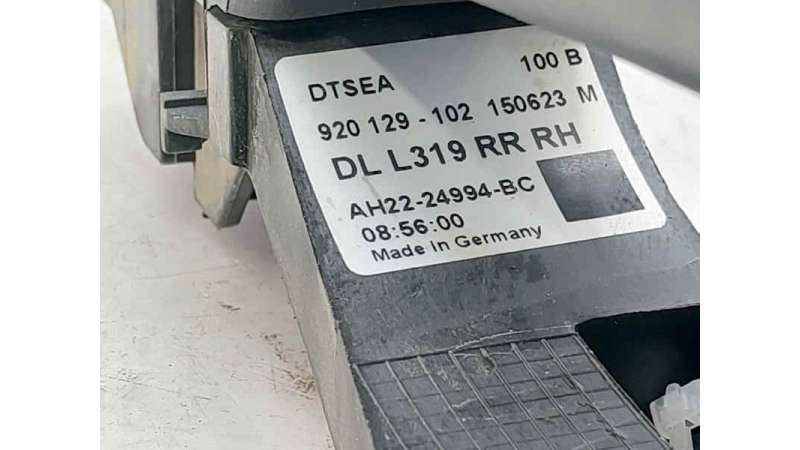 DTSEA 100 B
920 129 - 102 150623 M
DL L319 RR RH
AH22-24994-BC
08:56:00
Made in Germany